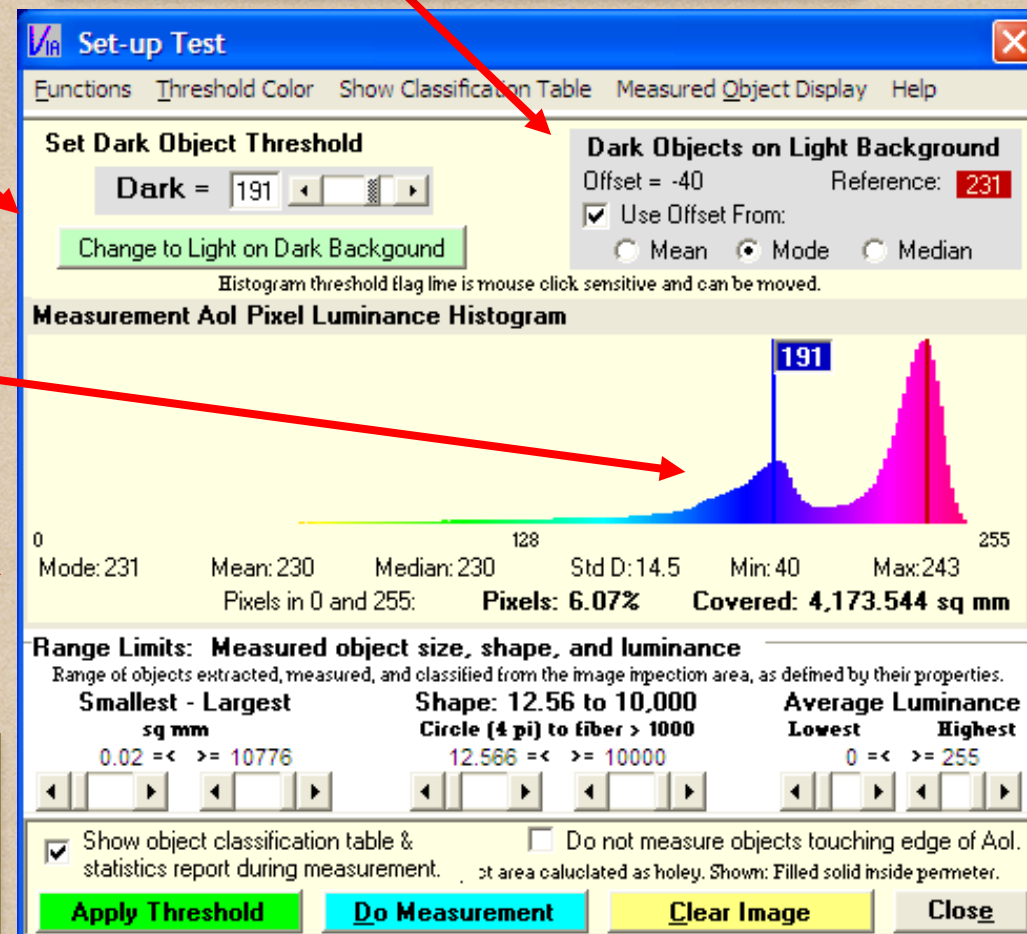 VIA Set-up Test
Functions Threshold Color Show Classification Table Measured Object Display Help
Set Dark Object Threshold
Dark = 191
Change to Light on Dark Backgound
Dark Objects on Light Background
Offset = -40 Reference: 231
Use Offset From:
Mean Mode Median
Histogram threshold flag line is mouse click sensitive and can be moved.
Measurement AoI Pixel Luminance Histogram
191
0 128 255
Mode: 231 Mean: 230 Median: 230 Std D: 14.5 Min: 40 Max:243
Pixels in 0 and 255: Pixels: 6.07% Covered: 4,173.544 sq mm
Range Limits: Measured object size, shape, and luminance
Range of objects extracted, measured, and classified from the image inpection area, as defined by their properties.
Smallest - Largest Shape: 12.56 to 10,000 Average Luminance
sq mm Circle (4 pi) to fiber > 1000 Lowest Highest
0.02 =< >= 10776 12.566 =< >= 10000 0 =< >= 255
Show object classification table & Do not measure objects touching edge of AoI.
statistics report during measurement. area caluclated as holey. Shown: Filled solid inside permeter.
Apply Threshold Do Measurement Clear Image Close